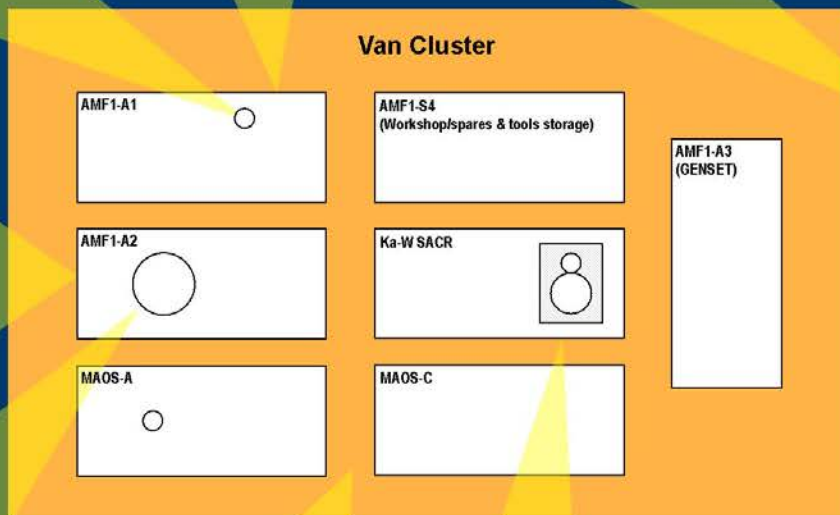 Van Cluster
AMF1-A1
AMF1-S4
(Workshop/spares & tools storage)
AMF1-A3
(GENSET)
AMF1-A2
Ka-W SACR
MAOS-A
MAOS-C